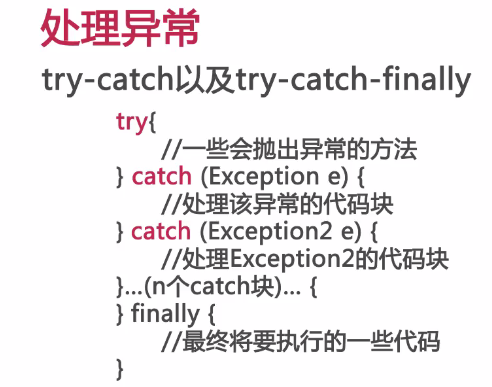 处理异常
try-catch以及try-catch-finally
try{
//一些会抛出异常的方法
} catch (Exception e) {
//处理该异常的代码块
} catch (Exception2 e) {
//处理Exception2的代码块
}...(n个catch块)... {
} finally {
//最终将要执行的一些代码
}